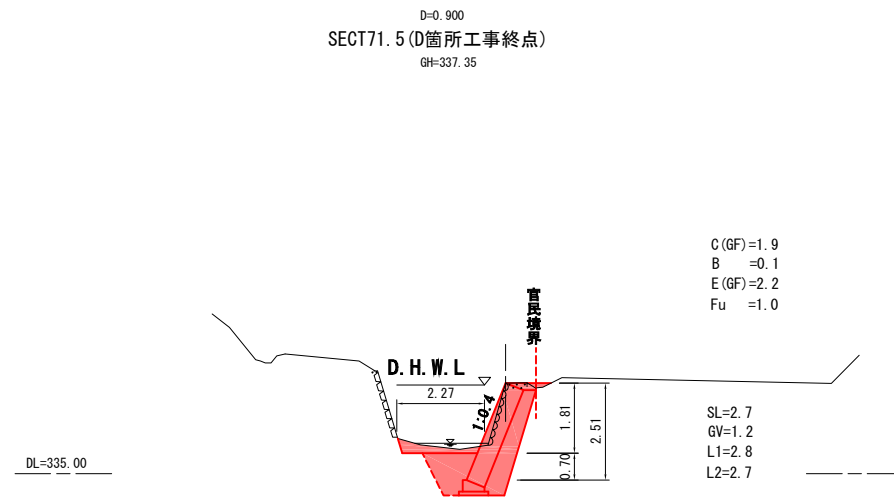 D=0.900
SECT71.5(D箇所工事終点)
GH=337.35
C(GF)=1.9
B =0.1
E(GF)=2.2
Fu =1.0
官民境界
D.H.W.L
2.27
1:0.4
1.81
2.51
0.70
SL=2.7
GV=1.2
L1=2.8
L2=2.7
DL=335.00